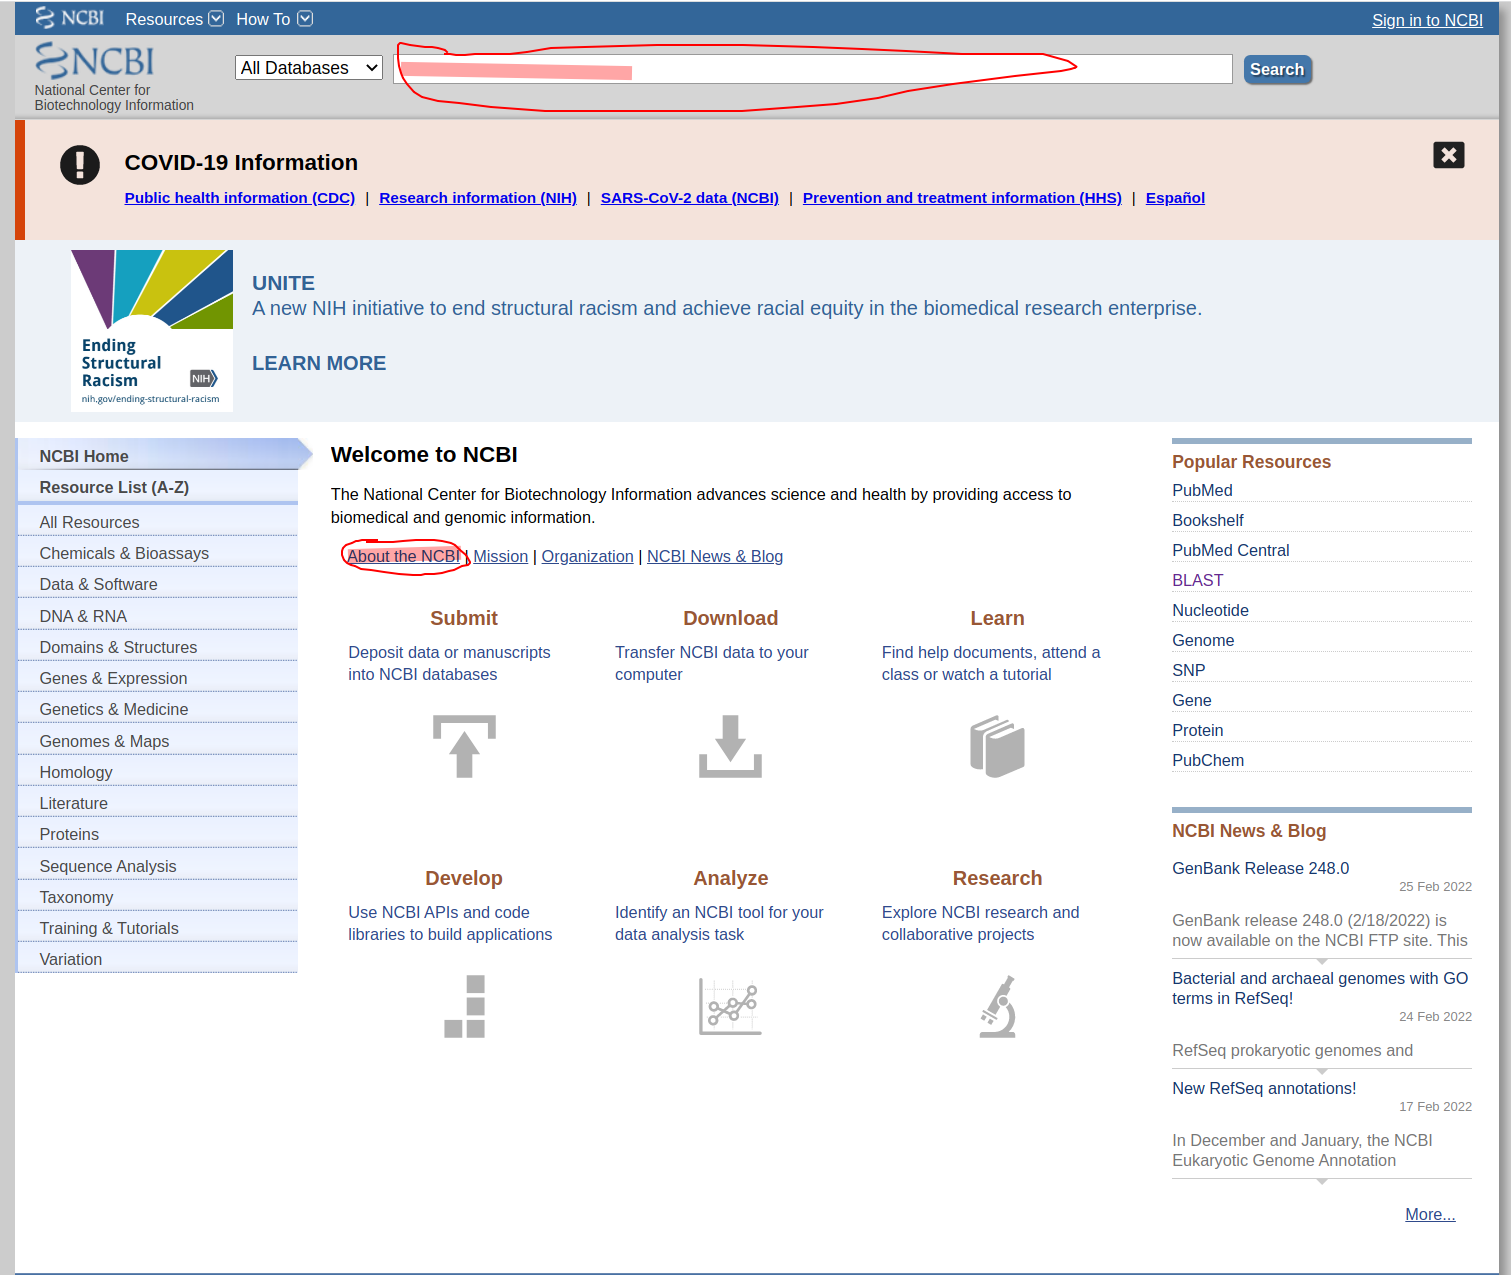 NCBI Resources How To Sign in to NCBI
NCBI
National Center for
Biotechnology Information
All Databases
Search
COVID-19 Information
Public health information (CDC) | Research information (NIH) | SARS-CoV-2 data (NCBI) | Prevention and treatment information (HHS) | Español
Ending
Structural
Racism
NIH
nih.gov/ending-structural-racism
UNITE
A new NIH initiative to end structural racism and achieve racial equity in the biomedical research enterprise.
LEARN MORE
NCBI Home
Resource List (A-Z)
All Resources
Chemicals & Bioassays
Data & Software
DNA & RNA
Domains & Structures
Genes & Expression
Genetics & Medicine
Genomes & Maps
Homology
Literature
Proteins
Sequence Analysis
Taxonomy
Training & Tutorials
Variation
Welcome to NCBI
The National Center for Biotechnology Information advances science and health by providing access to
biomedical and genomic information.
About the NCBI | Mission | Organization | NCBI News & Blog
Submit
Deposit data or manuscripts
into NCBI databases
Download
Transfer NCBI data to your
computer
Learn
Find help documents, attend a
class or watch a tutorial
Develop
Use NCBI APIs and code
libraries to build applications
Analyze
Identify an NCBI tool for your
data analysis task
Research
Explore NCBI research and
collaborative projects
Popular Resources
PubMed
Bookshelf
PubMed Central
BLAST
Nucleotide
Genome
SNP
Gene
Protein
PubChem
NCBI News & Blog
GenBank Release 248.0
25 Feb 2022
GenBank release 248.0 (2/18/2022) is
now available on the NCBI FTP site. This
Bacterial and archaeal genomes with GO
terms in RefSeq!
24 Feb 2022
RefSeq prokaryotic genomes and
New RefSeq annotations!
17 Feb 2022
In December and January, the NCBI
Eukaryotic Genome Annotation
More...